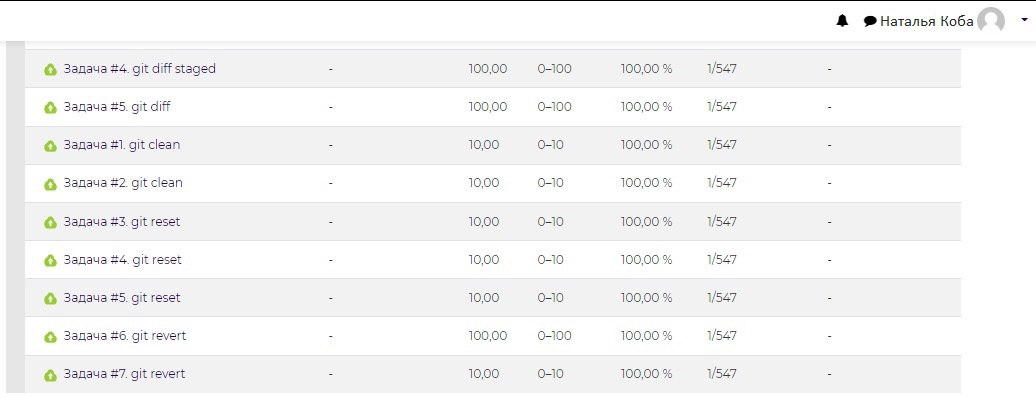 Наталья Коба
Задача #4. git diff staged - 100,00 0–100 100,00 % 1/547 -
Задача #5. git diff - 100,00 0–100 100,00 % 1/547 -
Задача #1. git clean - 10,00 0–10 100,00 % 1/547 -
Задача #2. git clean - 10,00 0–10 100,00 % 1/547 -
Задача #3. git reset - 10,00 0–10 100,00 % 1/547 -
Задача #4. git reset - 10,00 0–10 100,00 % 1/547 -
Задача #5. git reset - 10,00 0–10 100,00 % 1/547 -
Задача #6. git revert - 100,00 0–100 100,00 % 1/547 -
Задача #7. git revert - 10,00 0–10 100,00 % 1/547 -